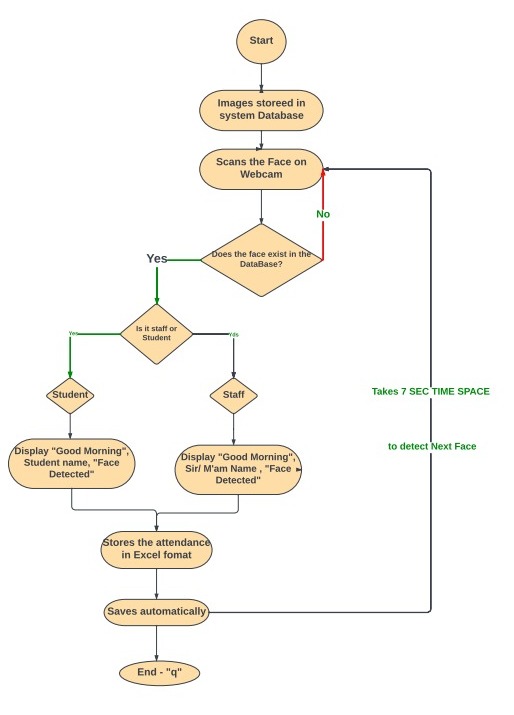 Start
Images storeed in
system Database
Scans the Face on
Webcam
No
Does the face exist in the
DataBase?
Yes
Is it staff or
Student
Yes
Yds
Student
Staff
Takes 7 SEC TIME SPACE
to detect Next Face
Display "Good Morning",
Student name, "Face
Detected"
Display "Good Morning",
Sir/ M'am Name , "Face
Detected"
Stores the attendance
in Excel fomat
Saves automatically
End - "q"